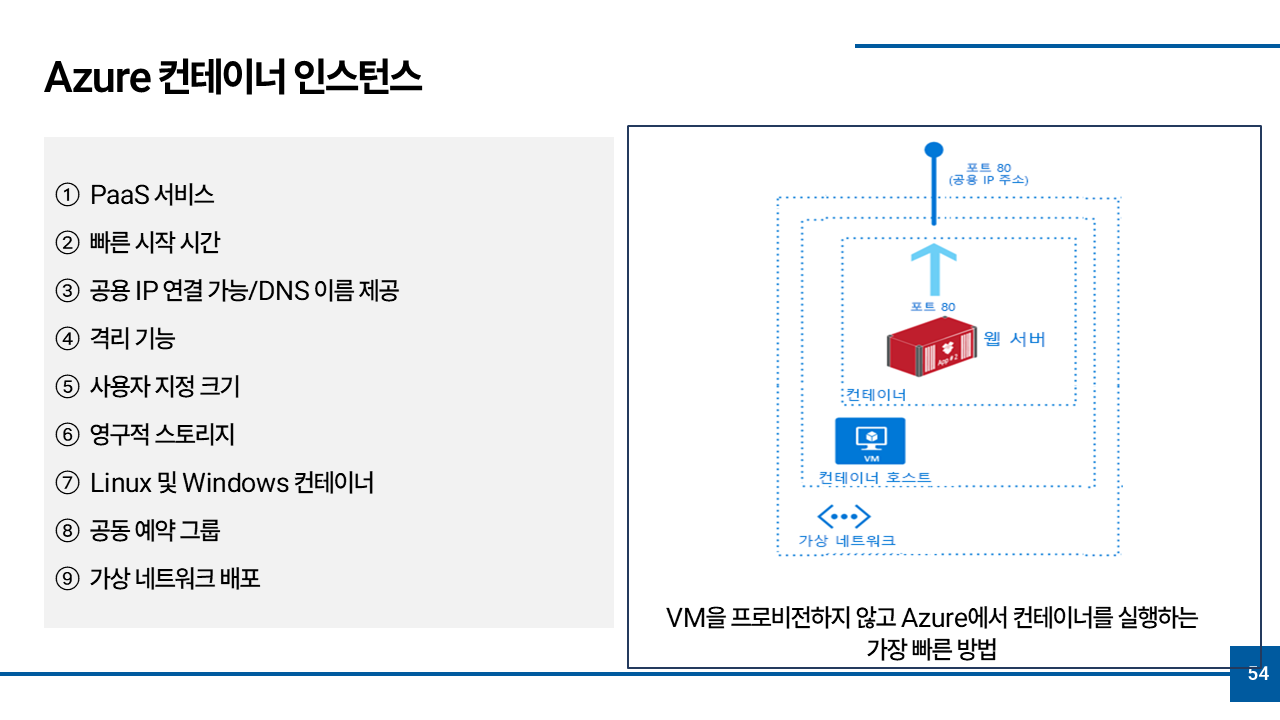 Azure 컨테이너 인스턴스
① PaaS 서비스
② 빠른 시작 시간
③ 공용 IP 연결 가능/DNS 이름 제공
④ 격리 기능
⑤ 사용자 지정 크기
⑥ 영구적 스토리지
⑦ Linux 및 Windows 컨테이너
⑧ 공동 예약 그룹
⑨ 가상 네트워크 배포
포트 80
(공용 IP 주소)
포트 80
웹 서버
App # 2
컨테이너
VM
컨테이너 호스트
가상 네트워크
VM을 프로비전하지 않고 Azure에서 컨테이너를 실행하는
가장 빠른 방법
54